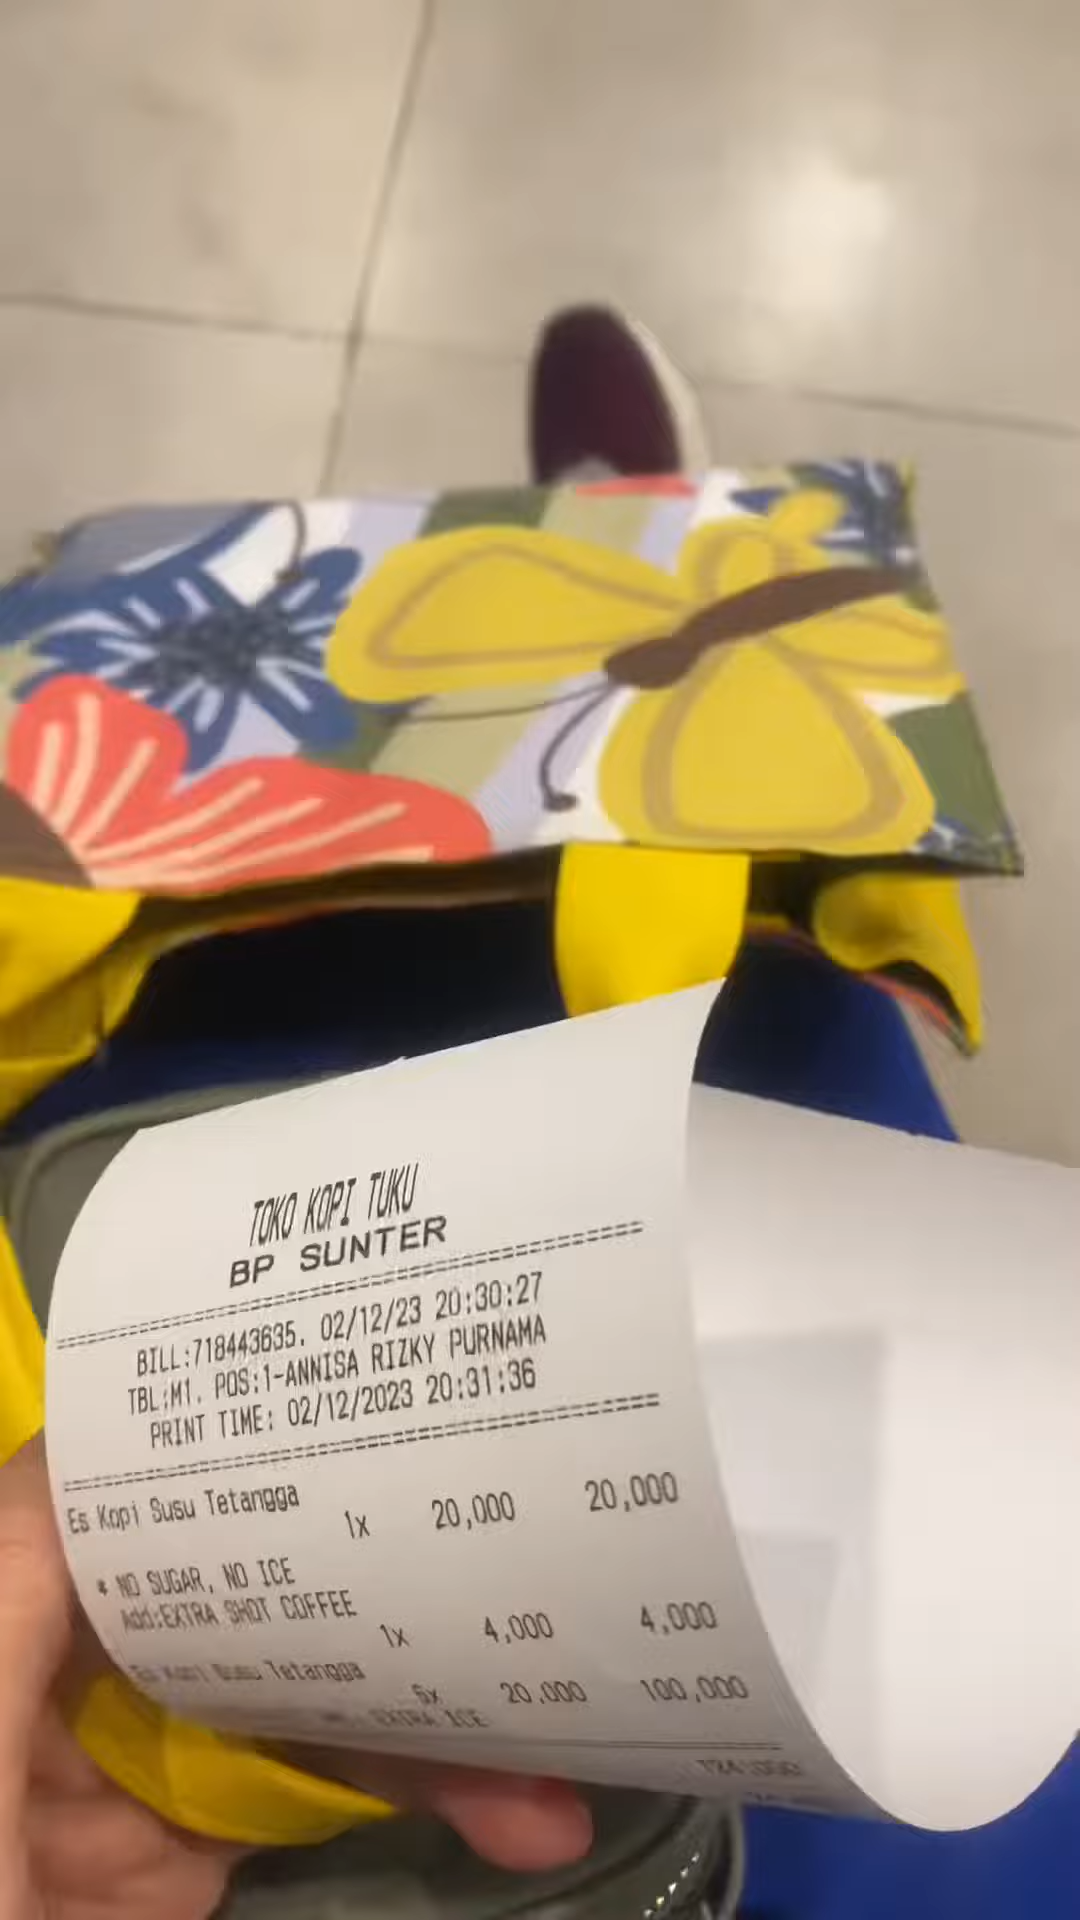 TOKO KOPI TUKU
BP SUNTER
BILL:718443635. 02/12/23 20:30:27
TBL:M1. POS:1-ANNISA RIZKY PURNAMA
PRINT TIME: 02/12/2023 20:31:36
Es Kopi Susu Tetangga
1x 20,000 20,000
* NO SUGAR, NO ICE
Add:EXTRA SHOT COFFEE
1x 4,000 4,000
Es Kopi Susu Tetangga
5x 20,000 100,000
EXTRA ICE
124,000